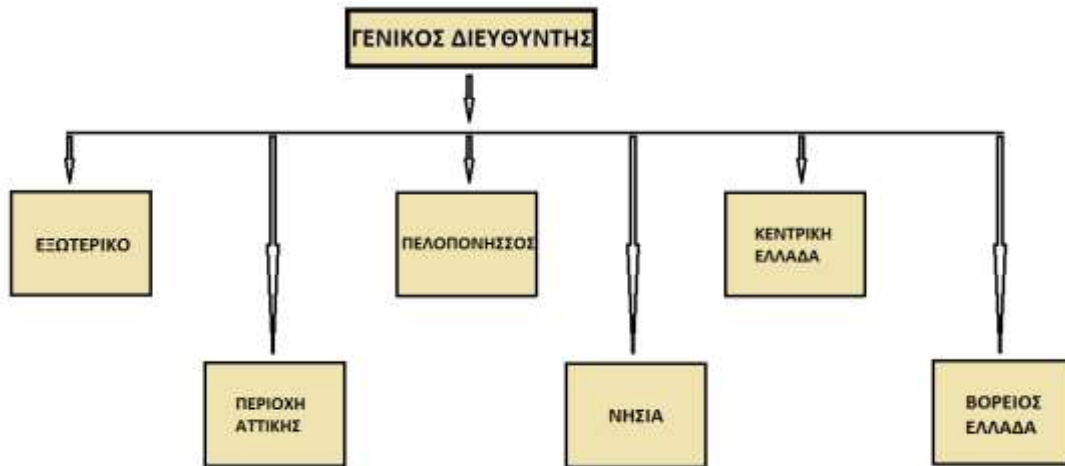 ΓΕΝΙΚΟΣ ΔΙΕΥΘΥΝΤΗΣ
ΕΞΩΤΕΡΙΚΟ
ΠΕΛΟΠΟΝΗΣΣΟΣ
ΚΕΝΤΡΙΚΗ
ΕΛΛΑΔΑ
ΠΕΡΙΟΧΗ
ΑΤΤΙΚΗΣ
ΝΗΣΙΑ
ΒΟΡΕΙΟΣ
ΕΛΛΑΔΑ